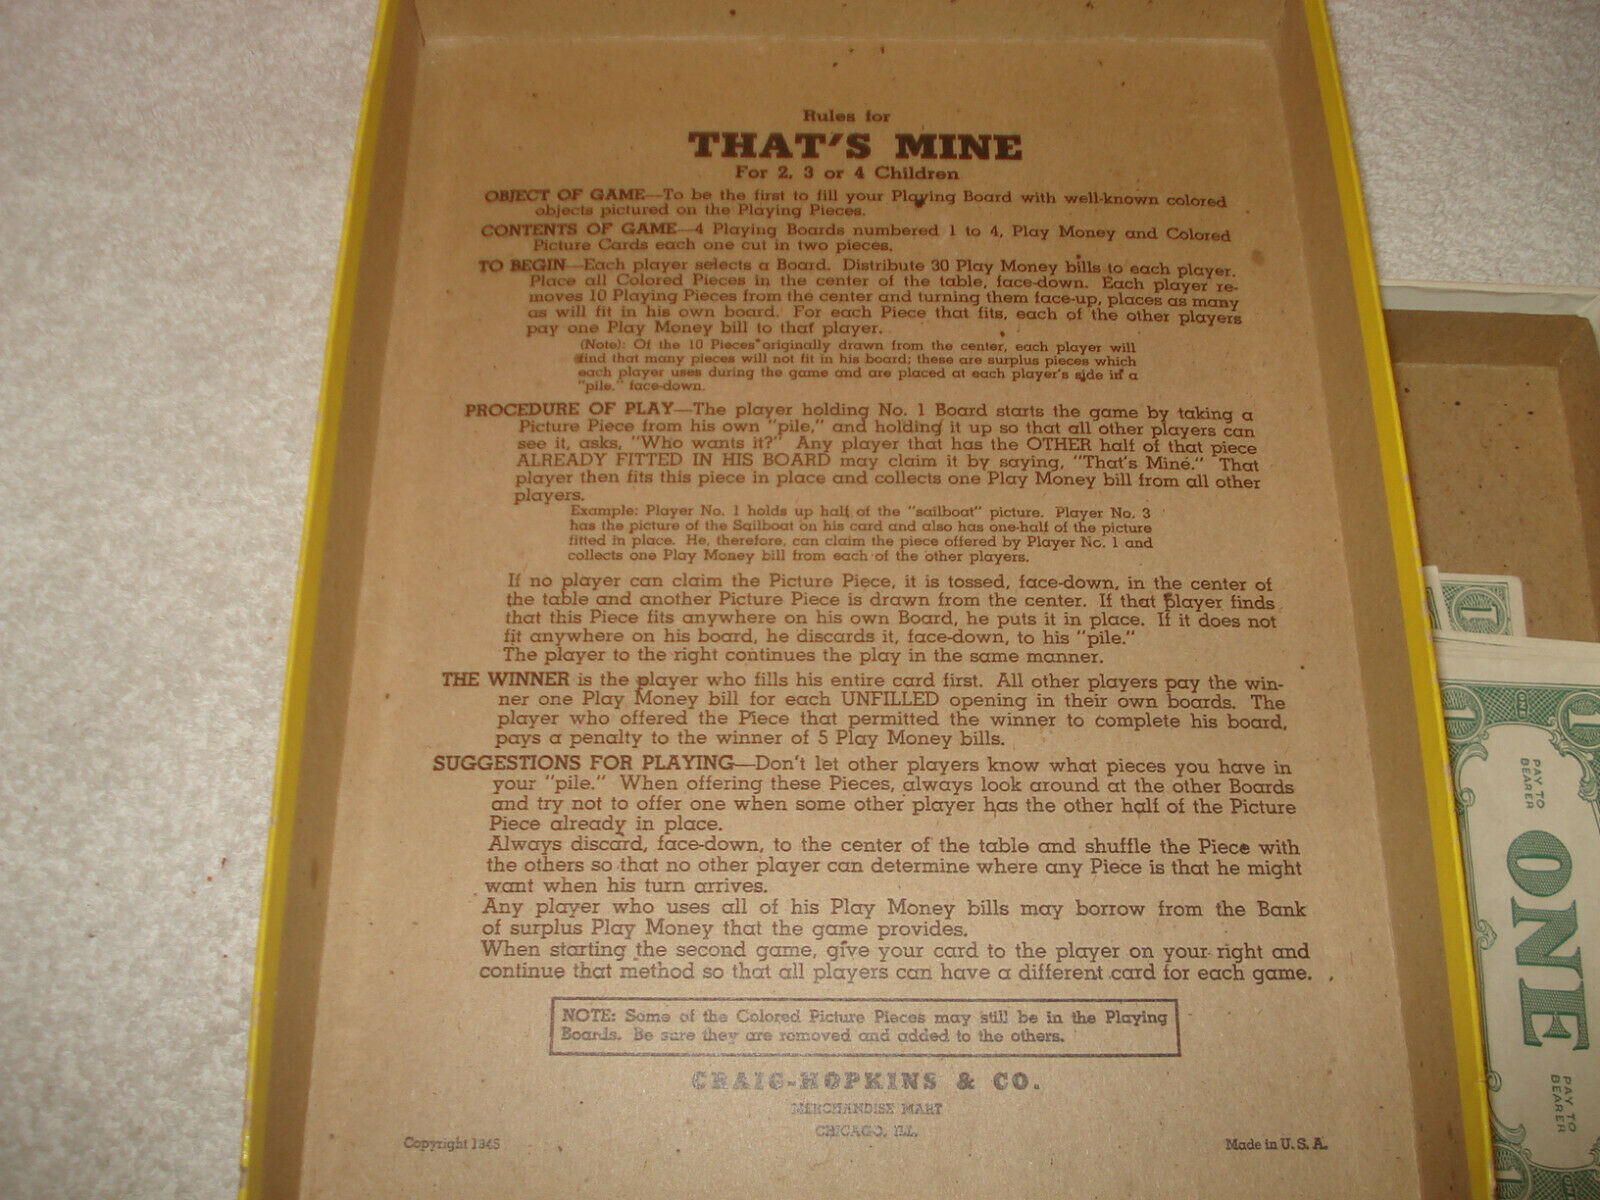 Rules for
THAT'S MINE
For 2, 3 or 4 Children
OBJECT OF GAME—To be the first to fill your Playing Board with well-known colored
objects pictured on the Playing Pieces.
CONTENTS OF GAME—4 Playing Boards numbered 1 to 4, Play Money and Colored
Picture Cards each one cut in two pieces.
TO BEGIN—Each player selects a Board. Distribute 30 Play Money bills to each player.
Place all Colored Pieces in the center of the table, face-down. Each player re-
moves 10 Playing Pieces from the center and turning them face-up, places as many
as will fit in his own board. For each Piece that fits, each of the other players
pay one Play Money bill to that player.
(Note): Of the 10 Pieces originally drawn from the center, each player will
find that many pieces will not fit in his board; these are surplus pieces which
each player uses during the game and are placed at each player's side in a
"pile," face-down.
PROCEDURE OF PLAY—The player holding No. 1 Board starts the game by taking a
Picture Piece from his own "pile," and holding it up so that all other players can
see it, asks, "Who wants it?" Any player that has the OTHER half of that piece
ALREADY FITTED IN HIS BOARD may claim it by saying, "That's Mine." That
player then fits this piece in place and collects one Play Money bill from all other
players.
Example: Player No. 1 holds up half of the "sailboat" picture. Player No. 3
has the picture of the Sailboat on his card and also has one-half of the picture
fitted in place. He, therefore, can claim the piece offered by Player No. 1 and
collects one Play Money bill from each of the other players.
If no player can claim the Picture Piece, it is tossed, face-down, in the center of
the table and another Picture Piece is drawn from the center. If that player finds
that this Piece fits anywhere on his own Board, he puts it in place. If it does not
fit anywhere on his board, he discards it, face-down, to his "pile."
The player to the right continues the play in the same manner.
THE WINNER is the player who fills his entire card first. All other players pay the win-
ner one Play Money bill for each UNFILLED opening in their own boards. The
player who offered the Piece that permitted the winner to complete his board,
pays a penalty to the winner of 5 Play Money bills.
SUGGESTIONS FOR PLAYING—Don't let other players know what pieces you have in
your "pile." When offering these Pieces, always look around at the other Boards
and try not to offer one when some other player has the other half of the Picture
Piece already in place.
Always discard, face-down, to the center of the table and shuffle the Piece with
the others so that no other player can determine where any Piece is that he might
want when his turn arrives.
Any player who uses all of his Play Money bills may borrow from the Bank
of surplus Play Money that the game provides.
When starting the second game, give your card to the player on your right and
continue that method so that all players can have a different card for each game.
NOTE: Some of the Colored Picture Pieces may still be in the Playing
Boards. Be sure they are removed and added to the others.
CRAIG-HOPKINS & CO.
MERCHANDISE MART
CHICAGO, ILL.
Copyright 1945
Made in U. S. A.
1
1
1
ONE
PAY TO
BEARER
ONE
PAY TO
BEARER
1